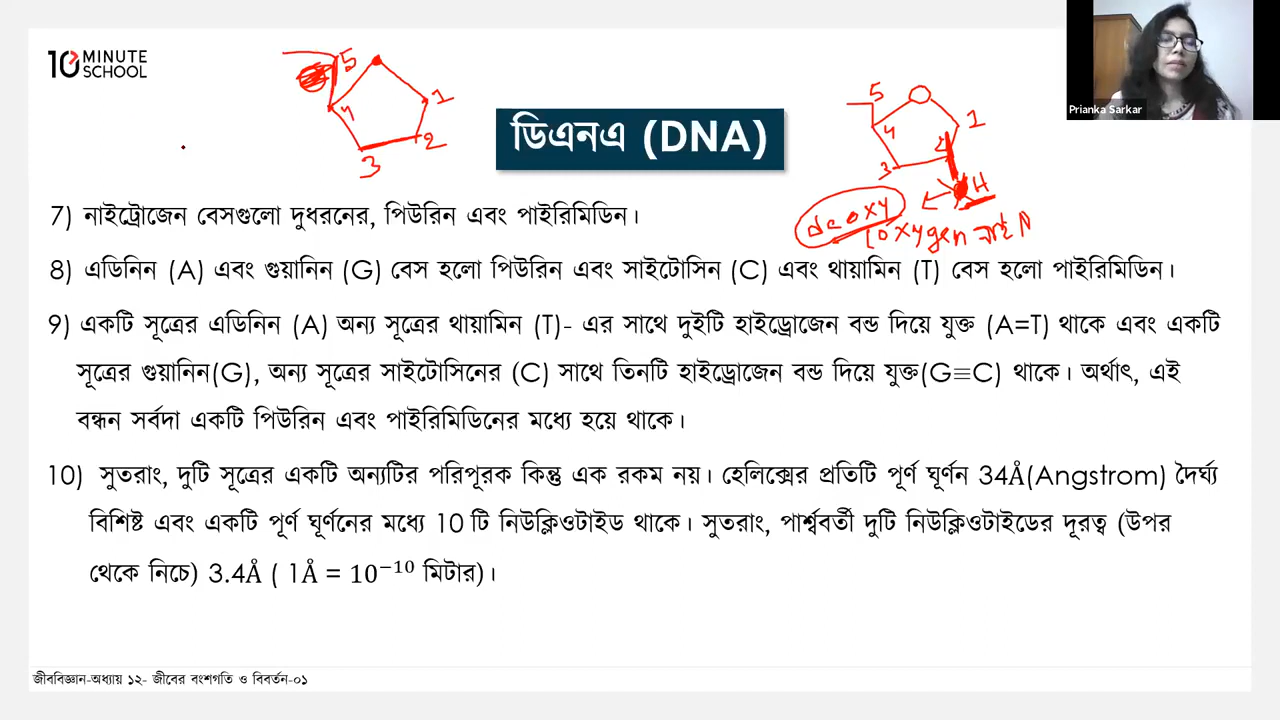 10 MINUTE
SCHOOL
5
4
1
2
3
5
4
1
2
3
H
deoxy
oxygen নাই
Prianka Sarkar
ডিএনএ (DNA)
7) নাইট্রোজেন বেসগুলো দুধরনের, পিউরিন এবং পাইরিমিডিন।
8) এডিনিন (A) এবং গুয়ানিন (G) বেস হলো পিউরিন এবং সাইটোসিন (C) এবং থায়ামিন (T) বেস হলো পাইরিমিডিন।
9) একটি সূত্রের এডিনিন (A) অন্য সূত্রের থায়ামিন (T)- এর সাথে দুইটি হাইড্রোজেন বন্ড দিয়ে যুক্ত (A=T) থাকে এবং একটি
সূত্রের গুয়ানিন(G), অন্য সূত্রের সাইটোসিনের (C) সাথে তিনটি হাইড্রোজেন বন্ড দিয়ে যুক্ত(G≡C) থাকে। অর্থাৎ, এই
বন্ধন সর্বদা একটি পিউরিন এবং পাইরিমিডিনের মধ্যে হয়ে থাকে।
10) সুতরাং, দুটি সূত্রের একটি অন্যটির পরিপূরক কিন্তু এক রকম নয়। হেলিক্সের প্রতিটি পূর্ণ ঘূর্ণন 34Å(Angstrom) দৈর্ঘ্য
বিশিষ্ট এবং একটি পূর্ণ ঘূর্ণনের মধ্যে 10 টি নিউক্লিওটাইড থাকে। সুতরাং, পার্শ্ববর্তী দুটি নিউক্লিওটাইডের দূরত্ব (উপর
থেকে নিচে) 3.4Å ( 1Å = 10⁻¹⁰ মিটার)।
জীববিজ্ঞান-অধ্যায় ১২- জীবের বংশগতি ও বিবর্তন-০১